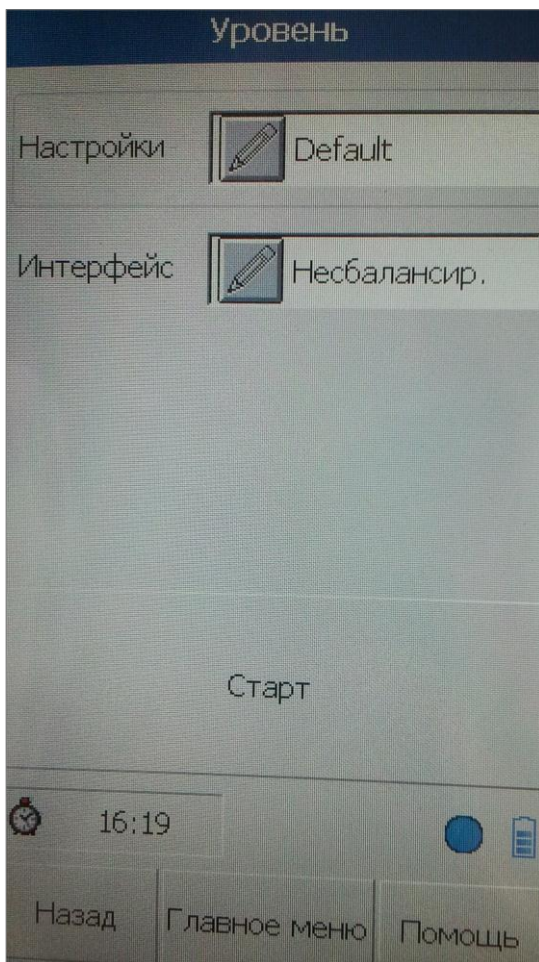 Уровень
Настройки Default
Интерфейс Несбалансир.
Старт
16:19
Назад Главное меню Помощь